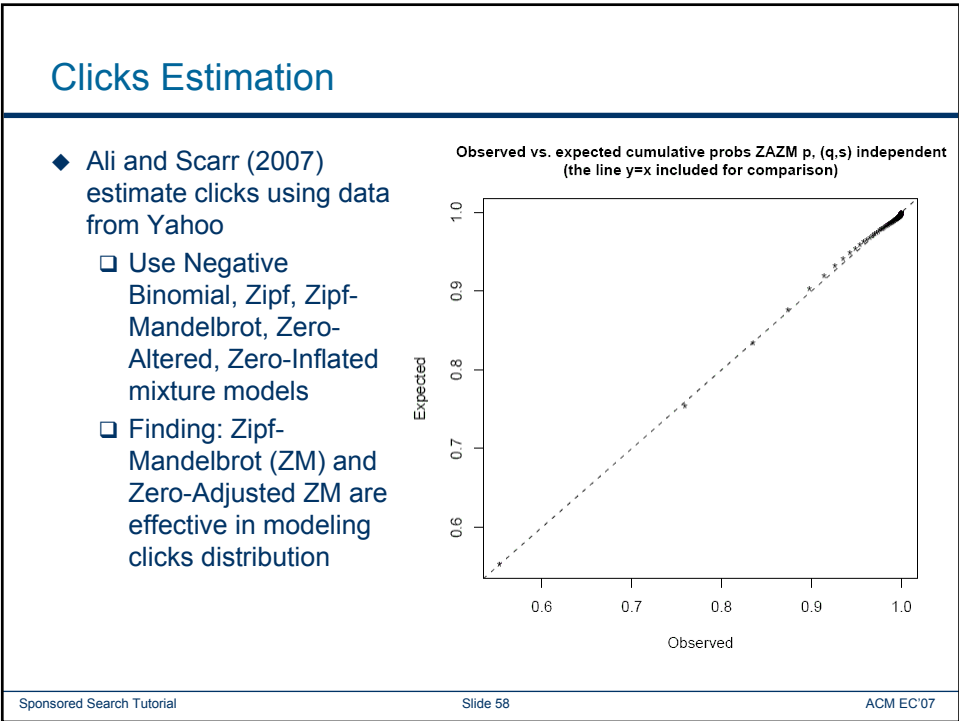 Clicks Estimation
◆ Ali and Scarr (2007)
estimate clicks using data
from Yahoo
❑ Use Negative
Binomial, Zipf, Zipf-
Mandelbrot, Zero-
Altered, Zero-Inflated
mixture models
❑ Finding: Zipf-
Mandelbrot (ZM) and
Zero-Adjusted ZM are
effective in modeling
clicks distribution
Observed vs. expected cumulative probs ZAZM p, (q,s) independent
(the line y=x included for comparison)
1.0
0.9
0.8
0.7
0.6
Expected
0.6 0.7 0.8 0.9 1.0
Observed
Sponsored Search Tutorial
Slide 58
ACM EC'07